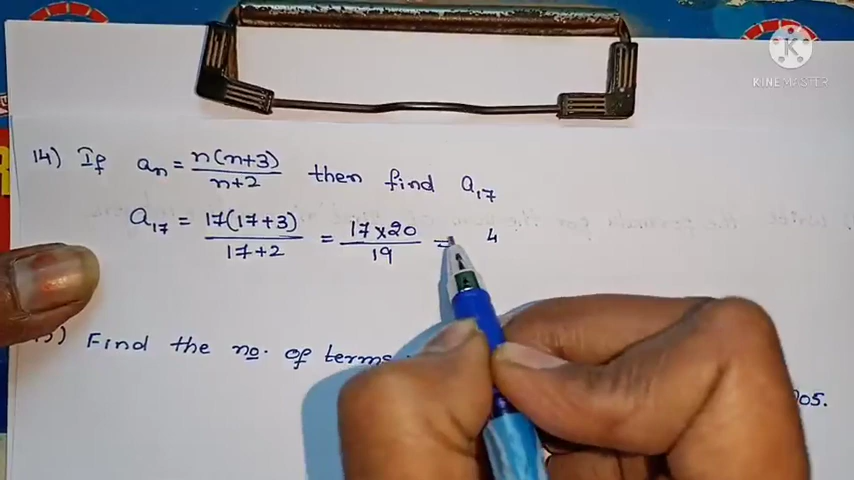 KINEMASTER
14) If aₙ = n(n+3)/n+2 then find a₁₇
a₁₇ = 17(17+3)/17+2 = 17×20/19 = 4
) Find the no. of terms 05.